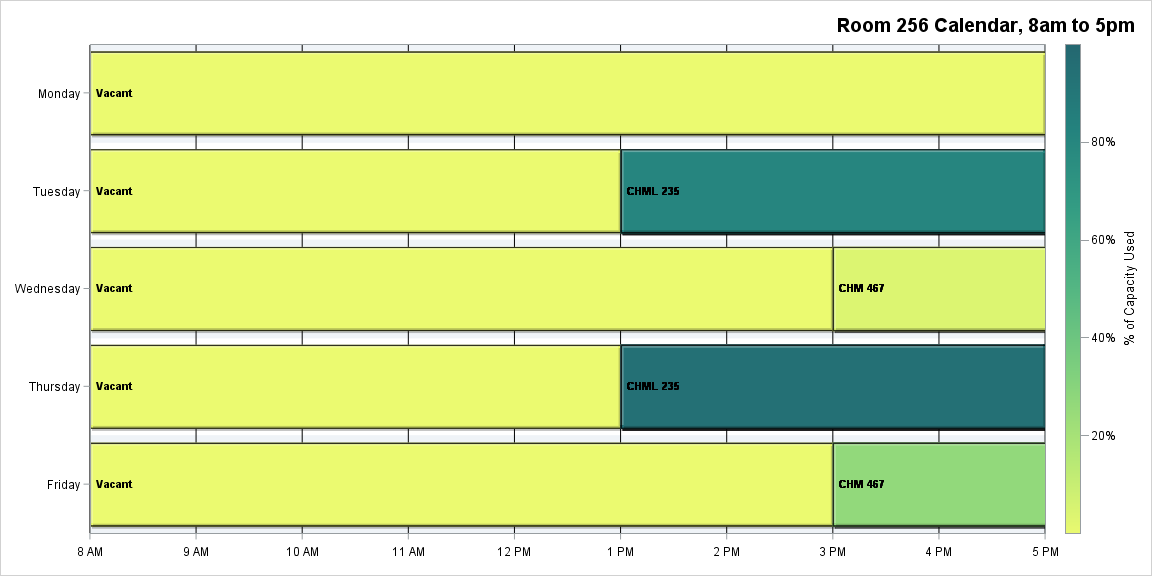 Room 256 Calendar, 8am to 5pm
Monday
Vacant
Tuesday
Vacant
CHML 235
Wednesday
Vacant
CHM 467
Thursday
Vacant
CHML 235
Friday
Vacant
CHM 467
8 AM
9 AM
10 AM
11 AM
12 PM
1 PM
2 PM
3 PM
4 PM
5 PM
80%
60%
40%
20%
% of Capacity Used